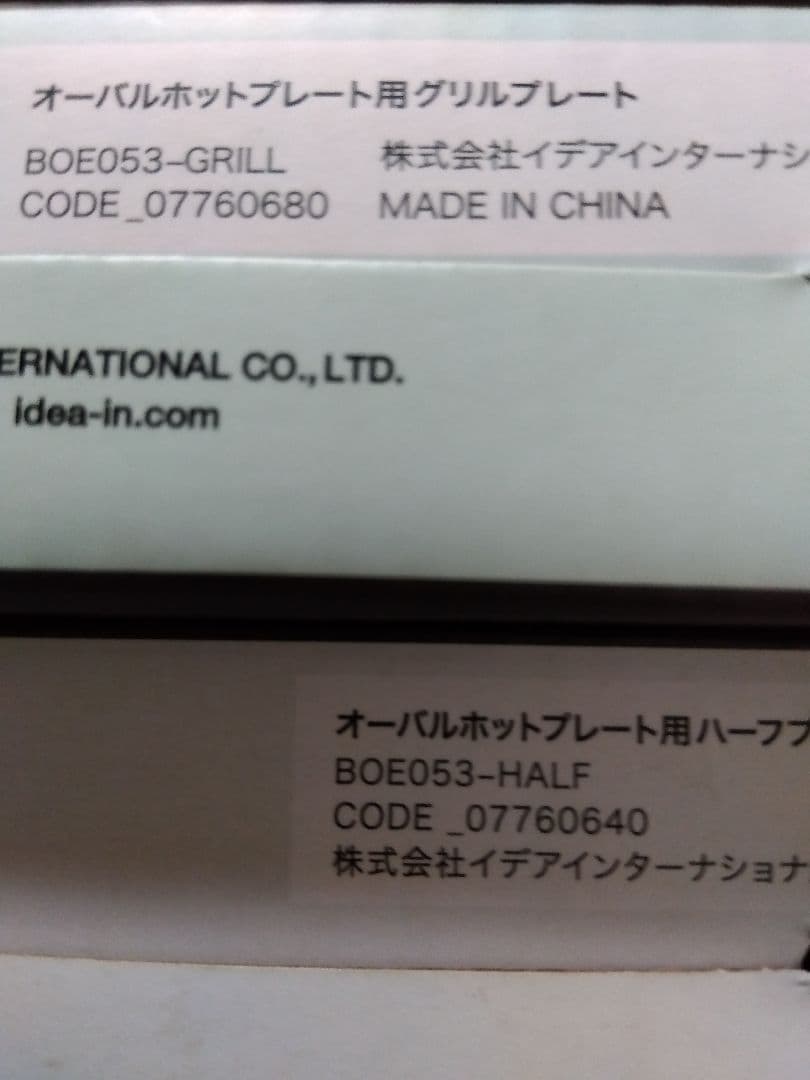 オーバルホットプレート用グリルプレート
BOE053-GRILL
株式会社イデアインターナシ
CODE_07760680
MADE IN CHINA
ERNATIONAL CO.,LTD.
idea-in.com
オーバルホットプレート用ハーフプ
BOE053-HALF
CODE _07760640
株式会社イデアインターナショナ